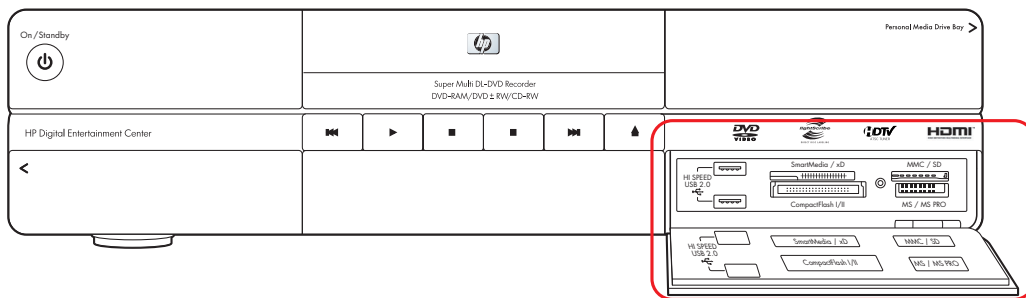 On/Standby
hp
Personal Media Drive Bay >
Super Multi DL-DVD Recorder
DVD-RAM/DVD ± RW/CD-RW
HP Digital Entertainment Center
DVD
VIDEO
lightScribe
HDTV
HDMI
<
SmartMedia / xD
MMC / SD
HI SPEED
USB 2.0
CompactFlash I/II
MS / MS PRO
HI SPEED
USB 2.0
SmartMedia / xD
MMC / SD
CompactFlash I/II
MS / MS PRO